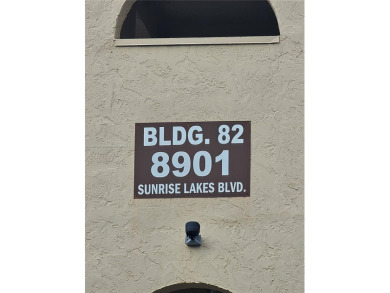 BLDG. 82
8901
SUNRISE LAKES BLVD.